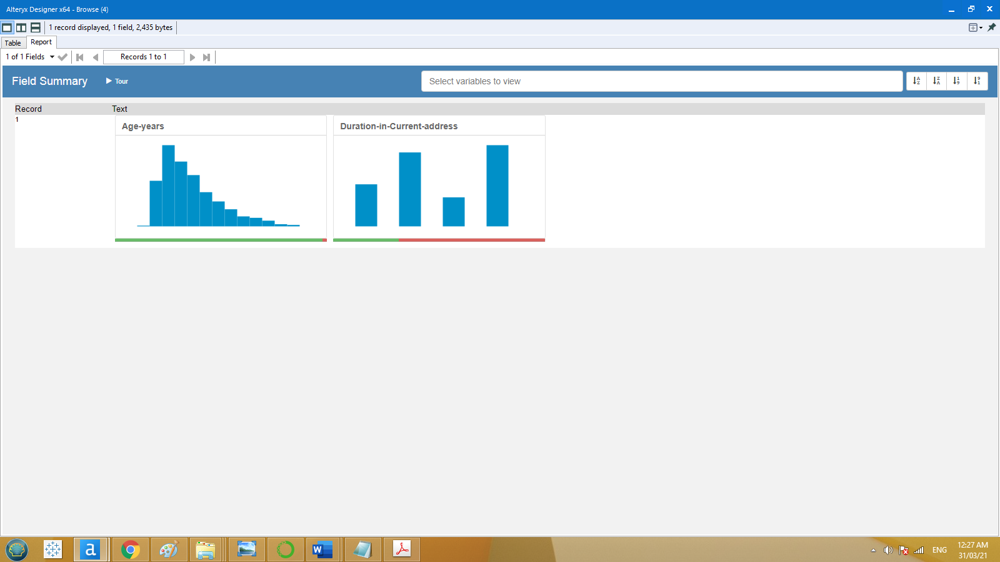 Alteryx Designer x64 - Browse (4)
1 record displayed, 1 field, 2,435 bytes
Table Report
1 of 1 Fields Records 1 to 1
Field Summary Tour Select variables to view
Record Text
1
Age-years Duration-in-Current-address
ENG 12:27 AM
31/03/21